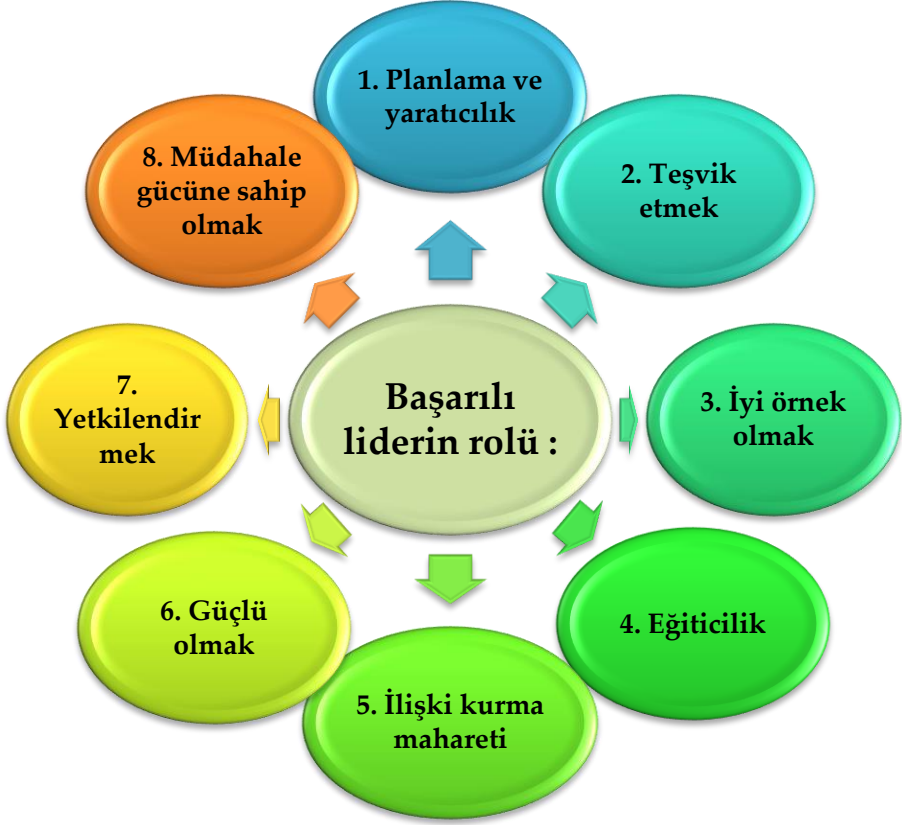 Başarılı
liderin rolü :
1. Planlama ve
yaratıcılık
2. Teşvik
etmek
3. İyi örnek
olmak
4. Eğiticilik
5. İlişki kurma
mahareti
6. Güçlü
olmak
7.
Yetkilendir
mek
8. Müdahale
gücüne sahip
olmak